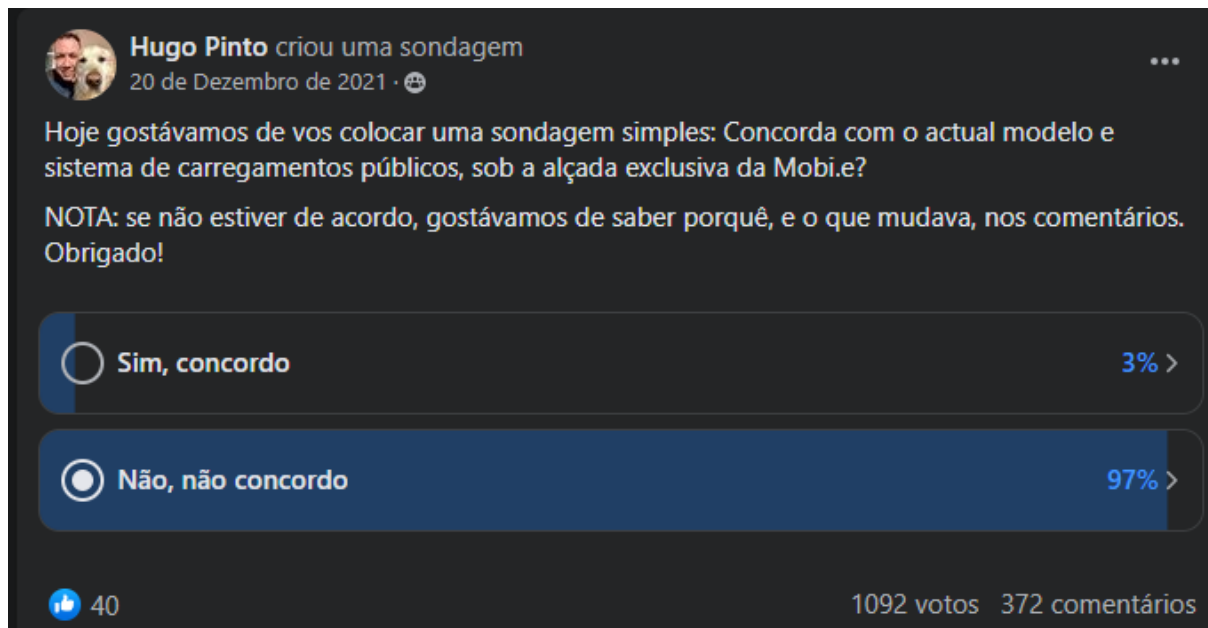 Hugo Pinto criou uma sondagem
20 de Dezembro de 2021 ·
Hoje gostávamos de vos colocar uma sondagem simples: Concorda com o actual modelo e
sistema de carregamentos públicos, sob a alçada exclusiva da Mobi.e?
NOTA: se não estiver de acordo, gostávamos de saber porquê, e o que mudava, nos comentários.
Obrigado!
Sim, concordo 3%
Não, não concordo 97%
40 1092 votos 372 comentários